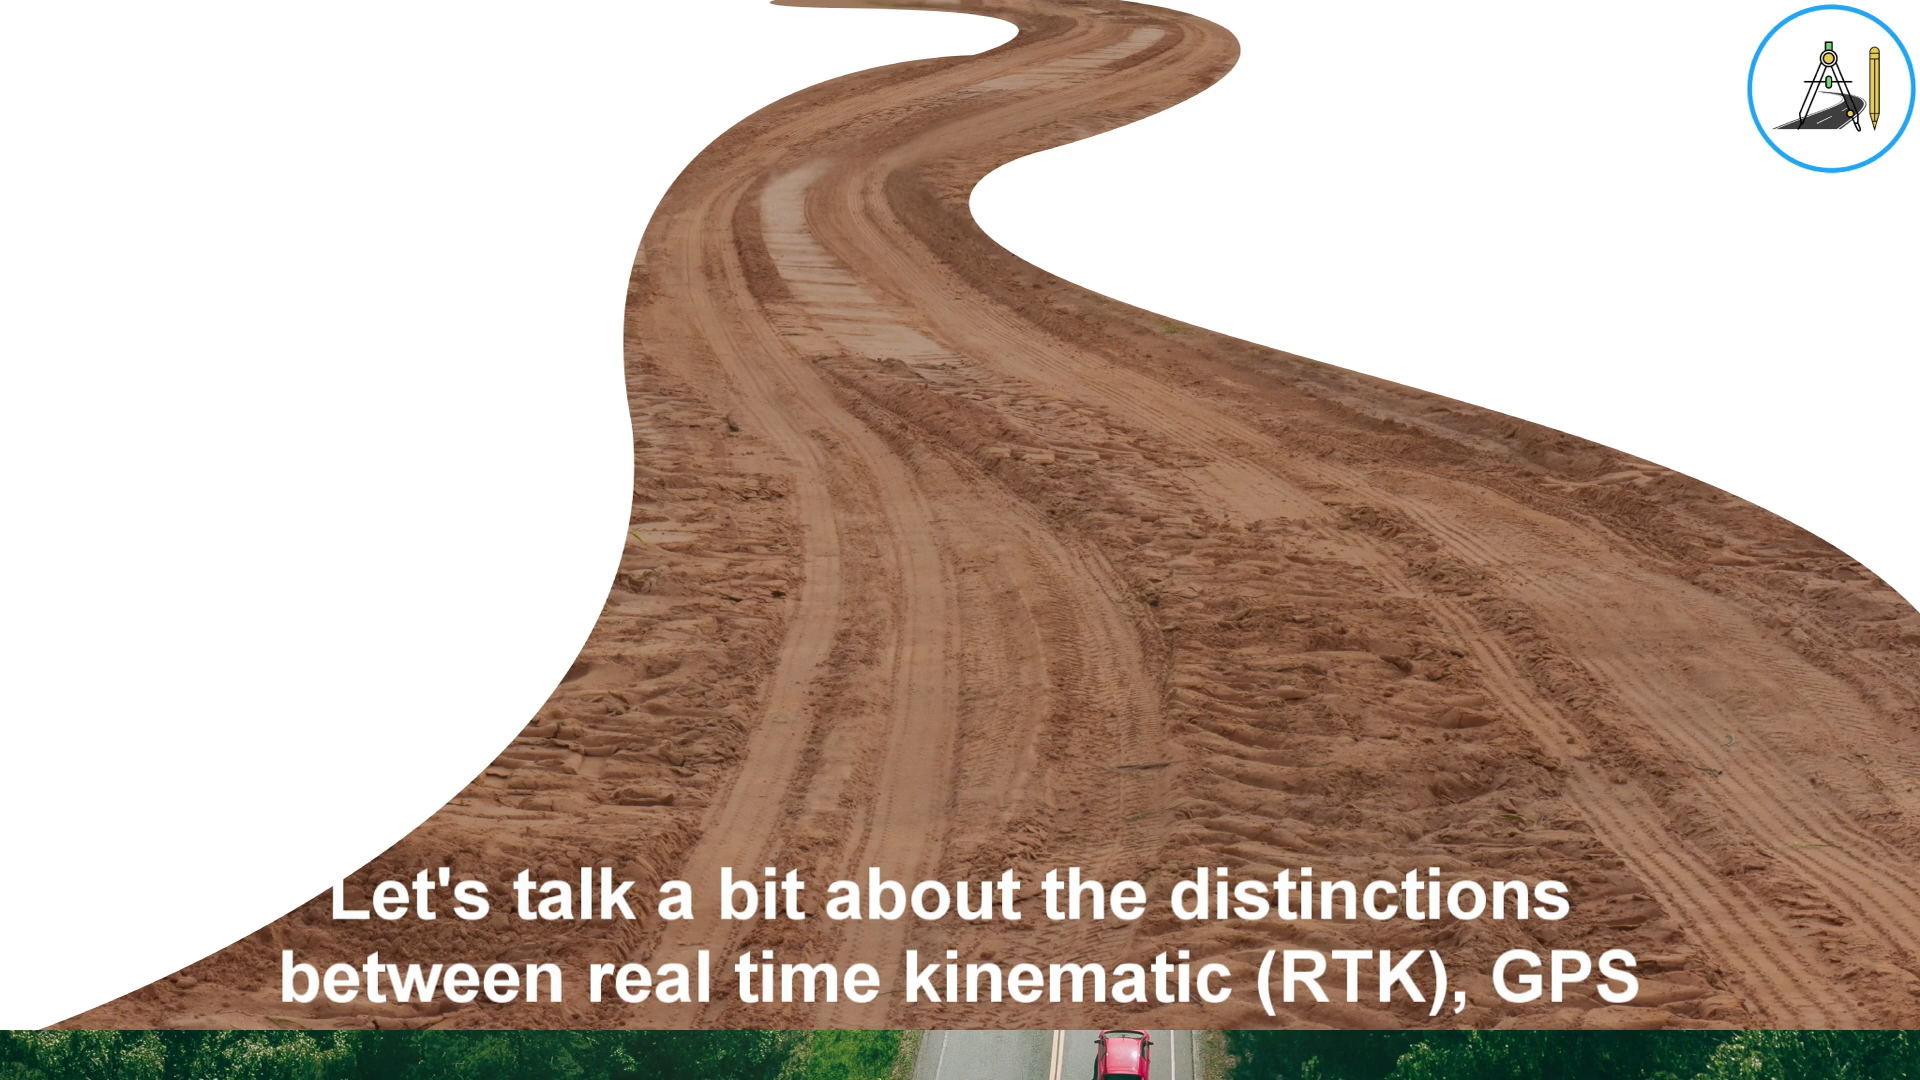 Let's talk a bit about the distinctions
between real time kinematic (RTK), GPS